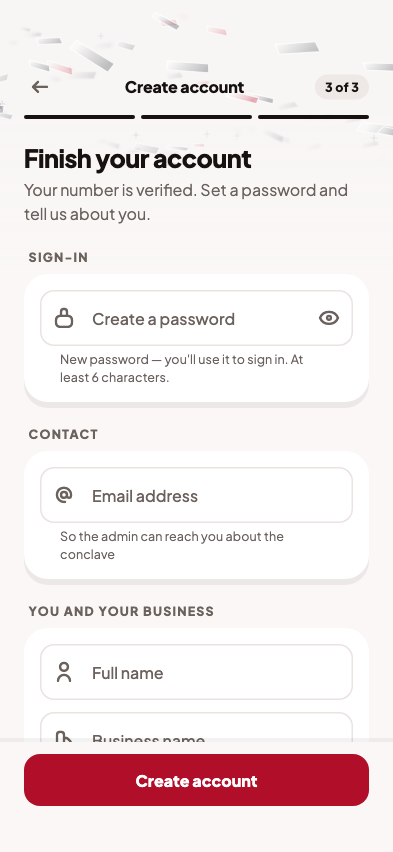 Create account
3 of 3
Finish your account
Your number is verified. Set a password and
tell us about you.
SIGN-IN
Create a password
New password — you'll use it to sign in. At
least 6 characters.
CONTACT
Email address
So the admin can reach you about the
conclave
YOU AND YOUR BUSINESS
Full name
Business name
Create account